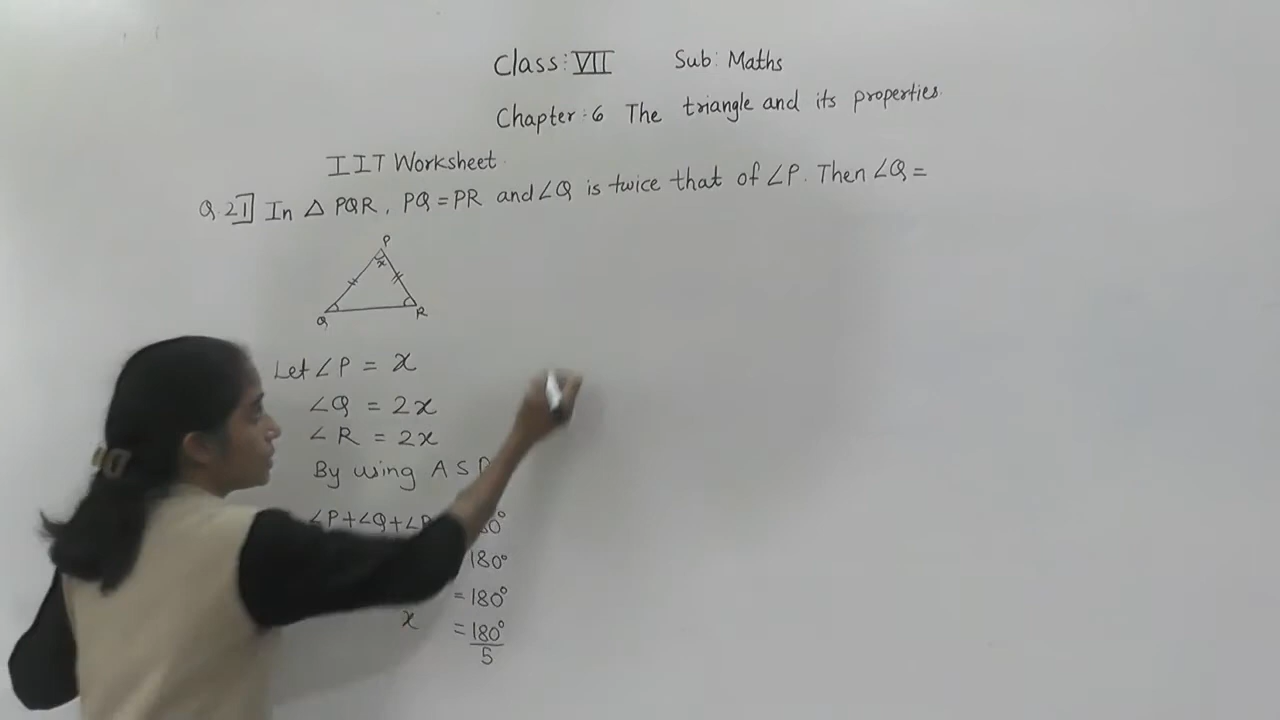 Class: VII Sub: Maths
Chapter: 6 The triangle and its properties.
IIT Worksheet.
Q.21] In △ PQR, PQ = PR and ∠Q is twice that of ∠P. Then ∠Q =
P
x
Q R
Let ∠P = x
∠Q = 2x
∠R = 2x
By using
∠P+∠Q+
180°
= 180°
x = 180°/5